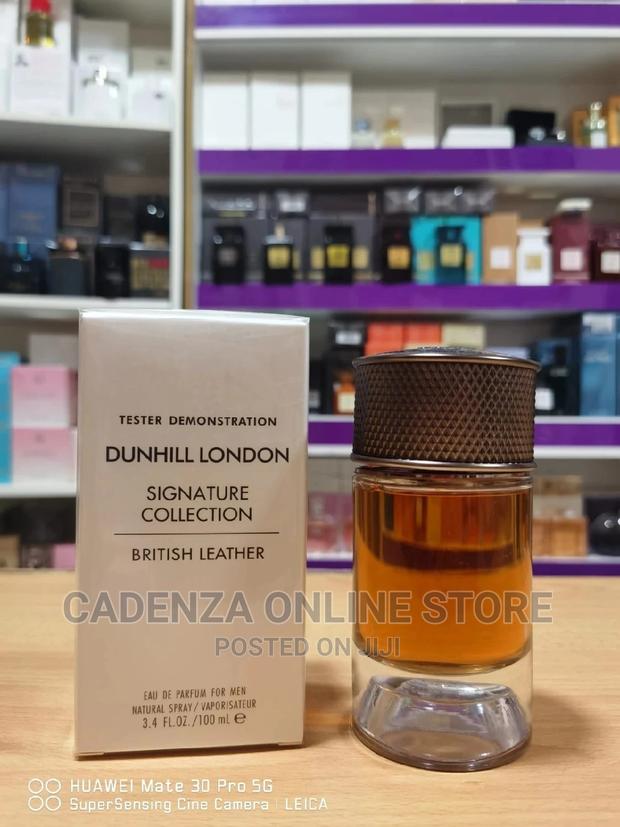 TESTER DEMONSTRATION
DUNHILL LONDON
SIGNATURE
COLLECTION
BRITISH LEATHER
CADENZA ONLINE STORE
POSTED ON JIJI
EAU DE PARFUM FOR MEN
NATURAL SPRAY/VAPORISATEUR
3.4 FL.OZ./100 mL e
HUAWEI Mate 30 Pro 5G
SuperSensing Cine Camera | LEICA